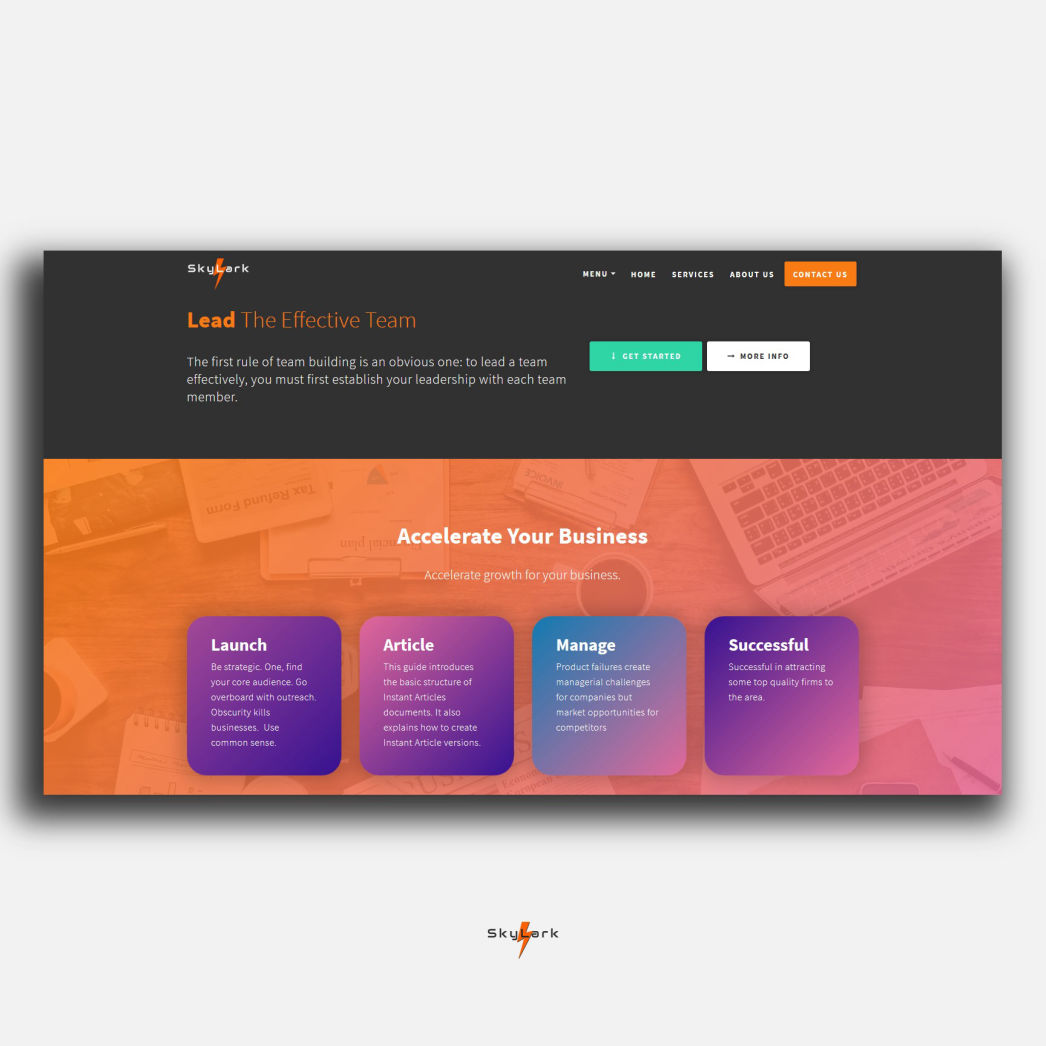 SkyLark
MENU HOME SERVICES ABOUT US CONTACT US
Lead The Effective Team
The first rule of team building is an obvious one: to lead a team
effectively, you must first establish your leadership with each team
member.
GET STARTED → MORE INFO
Tax Refund Form
INVOICE
Accelerate Your Business
Accelerate growth for your business.
Launch
Be strategic. One, find
your core audience. Go
overboard with outreach.
Obscurity kills
businesses. Use
common sense.
Article
This guide introduces
the basic structure of
Instant Articles
documents. It also
explains how to create
Instant Article versions.
Manage
Product failures create
managerial challenges
for companies but
market opportunities for
competitors
Successful
Successful in attracting
some top quality firms to
the area.
SkyLark